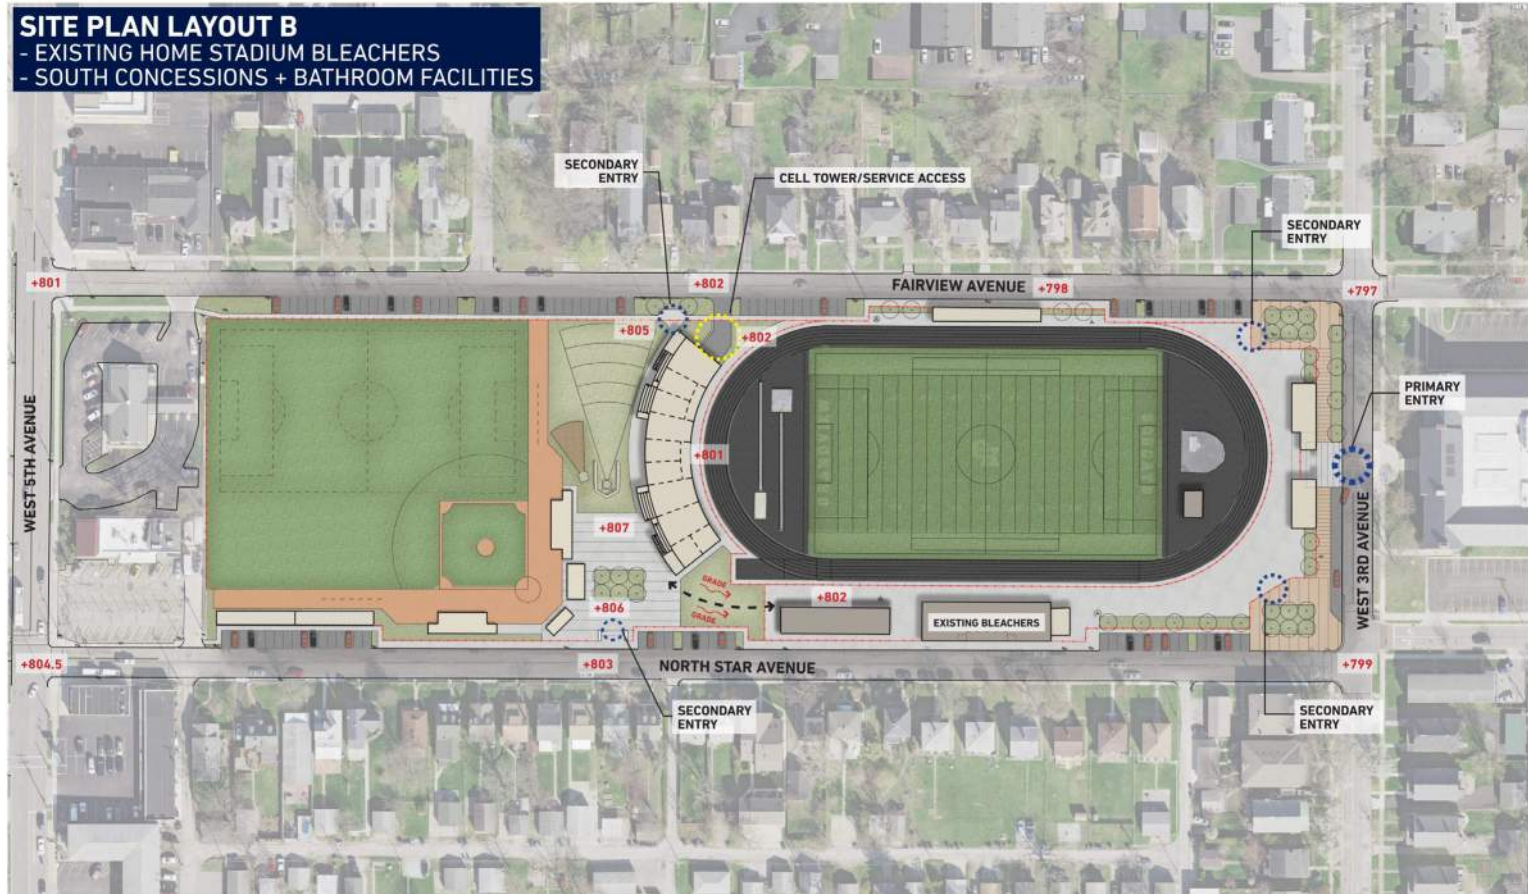 SITE PLAN LAYOUT B
- EXISTING HOME STADIUM BLEACHERS
- SOUTH CONCESSIONS + BATHROOM FACILITIES
SECONDARY
ENTRY
CELL TOWER/SERVICE ACCESS
SECONDARY
ENTRY
+801
+802
FAIRVIEW AVENUE
+798
+797
+805
+802
PRIMARY
ENTRY
WEST 5TH AVENUE
+801
+807
WEST 3RD AVENUE
GRADE
+806
GRADE
+802
EXISTING BLEACHERS
+804.5
+803
NORTH STAR AVENUE
+799
SECONDARY
ENTRY
SECONDARY
ENTRY